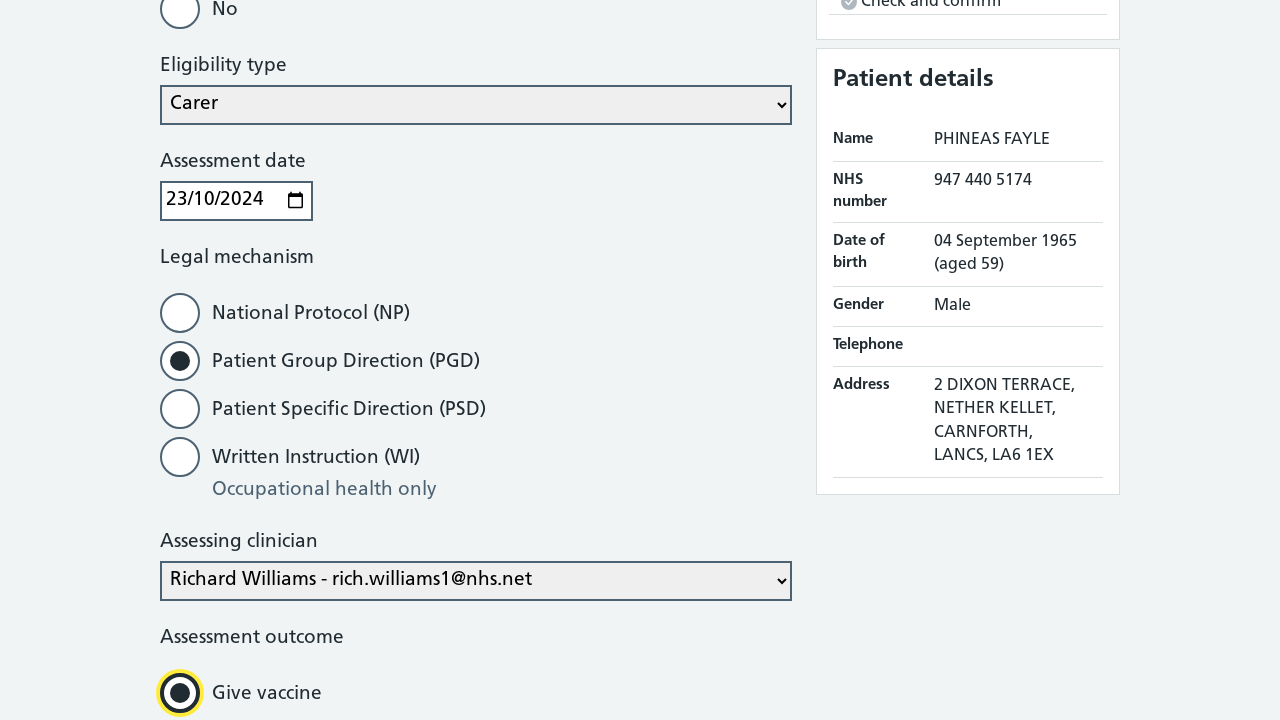 No
Eligibility type
Carer
Assessment date
23/10/2024
Legal mechanism
National Protocol (NP)
Patient Group Direction (PGD)
Patient Specific Direction (PSD)
Written Instruction (WI)
Occupational health only
Assessing clinician
Richard Williams - rich.williams1@nhs.net
Assessment outcome
Give vaccine
Check and confirm
Patient details
Name PHINEAS FAYLE
NHS number 947 440 5174
Date of birth 04 September 1965
(aged 59)
Gender Male
Telephone
Address 2 DIXON TERRACE,
NETHER KELLET,
CARNFORTH,
LANCS, LA6 1EX